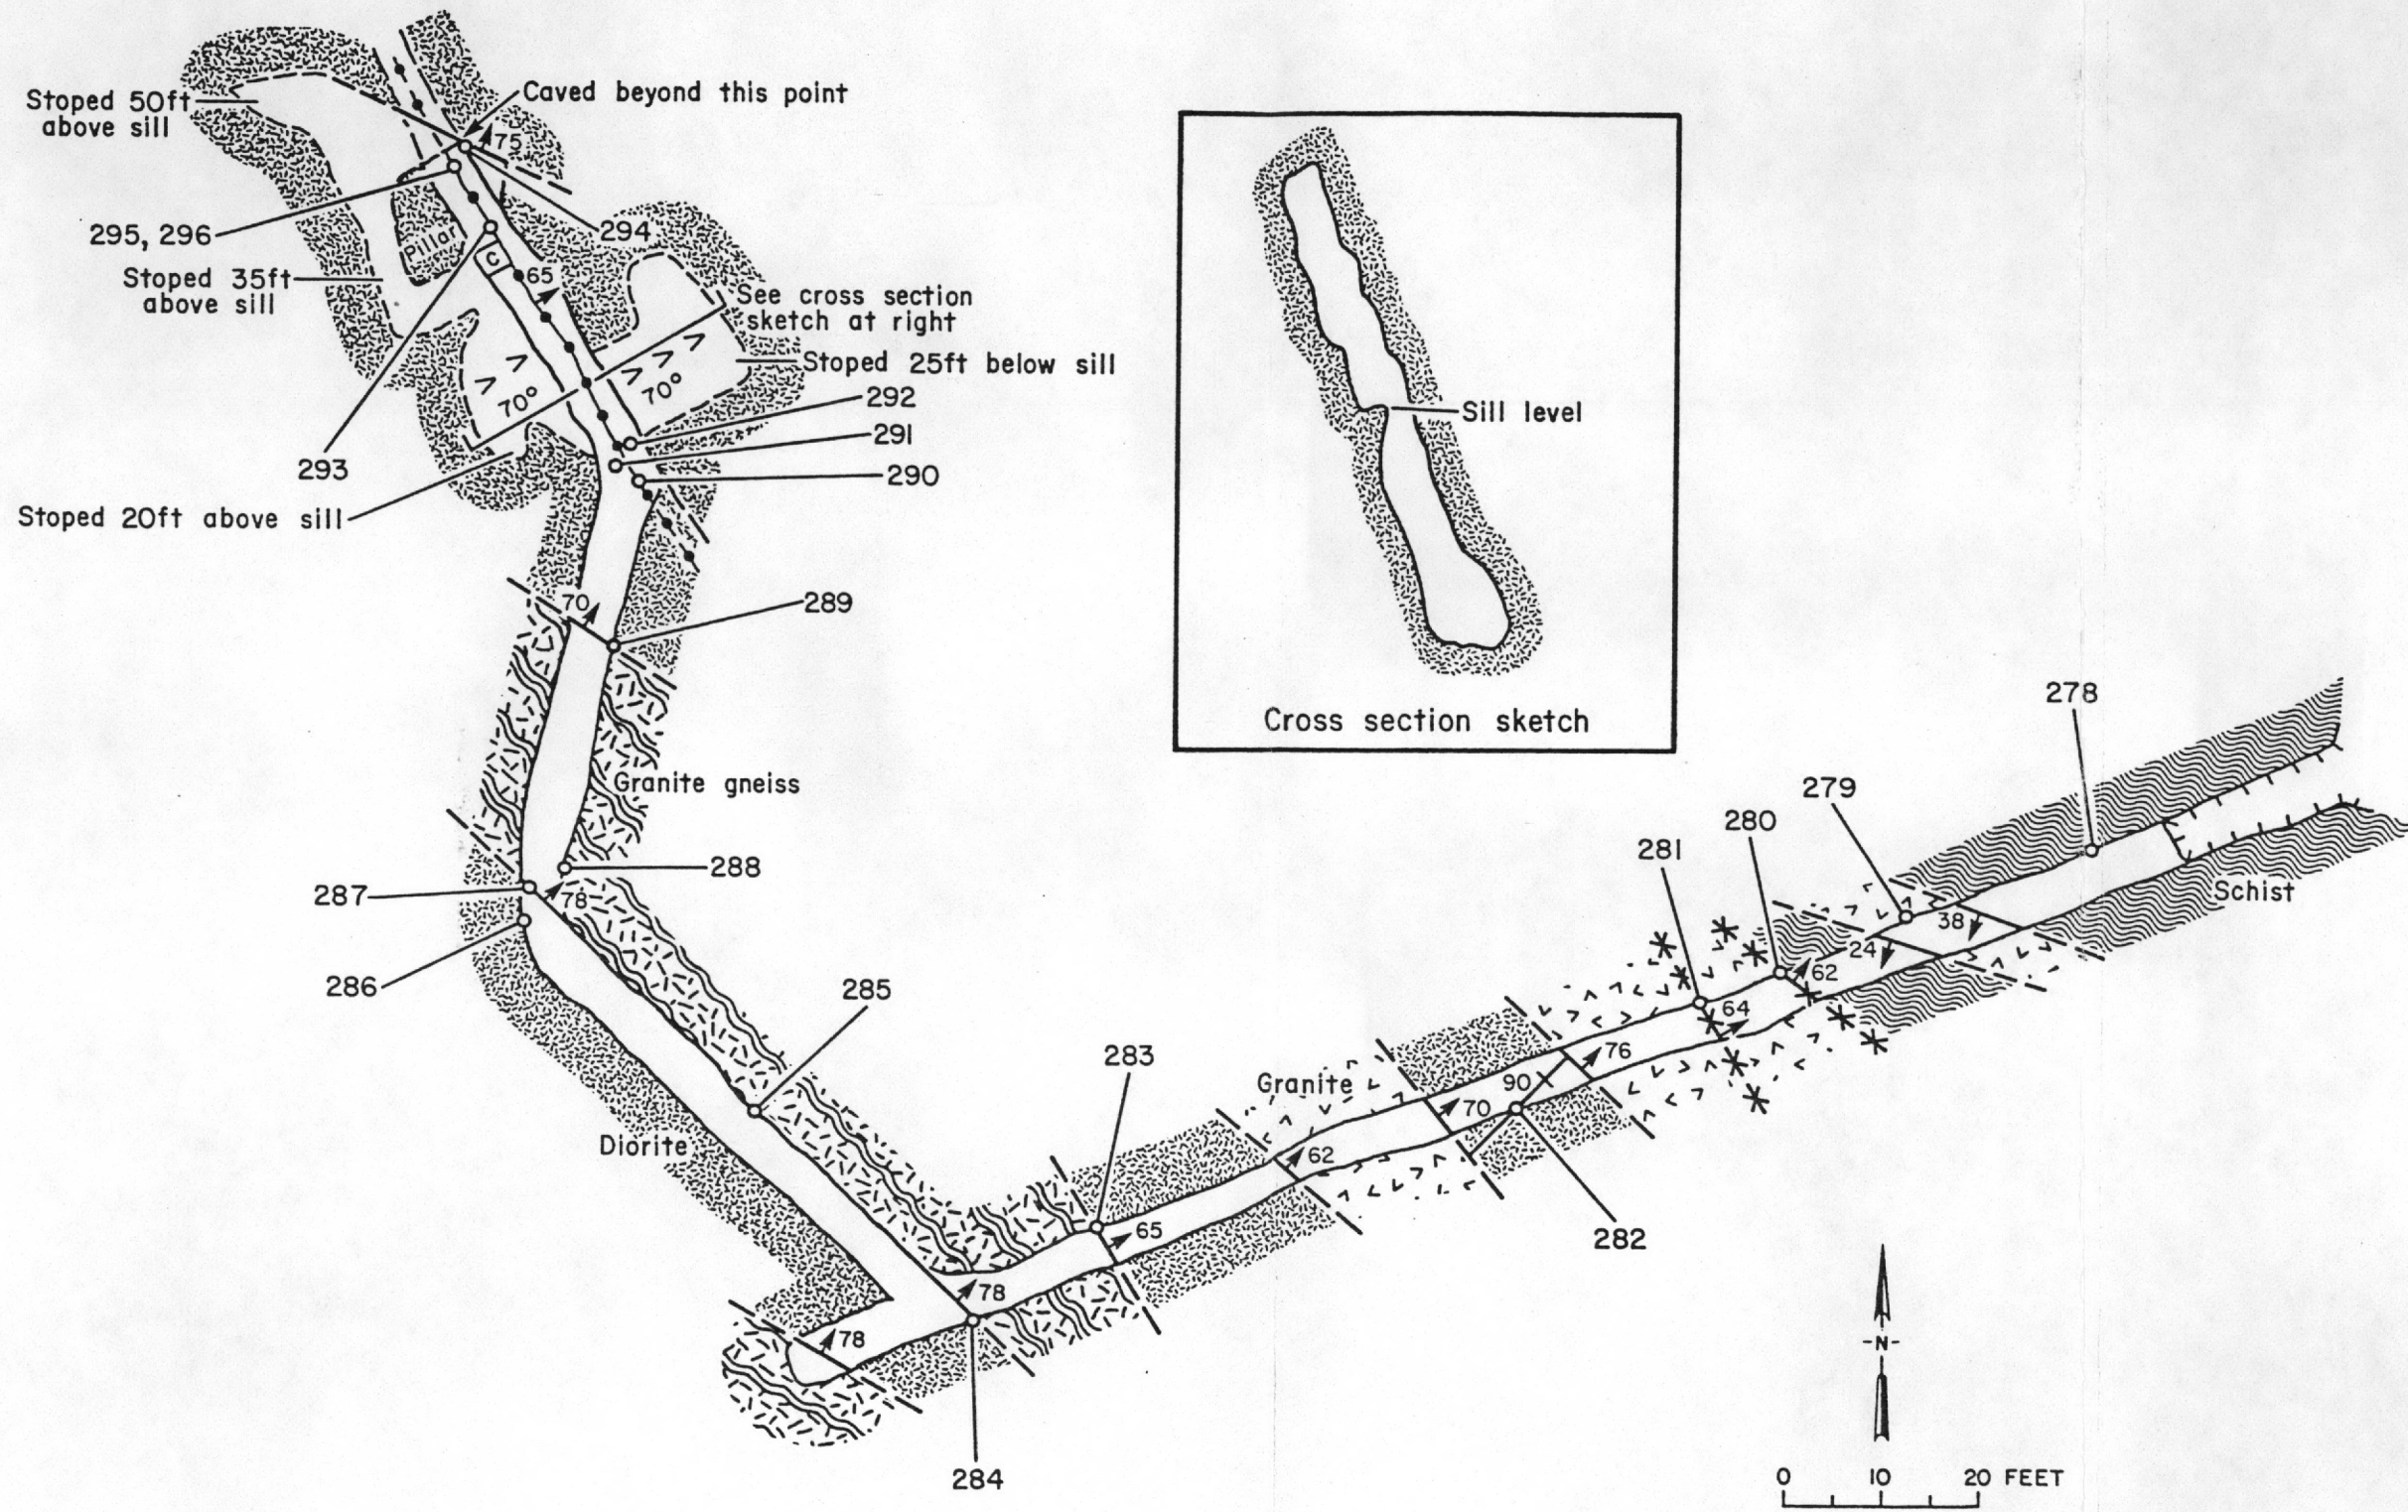 Stoped 50ft
above sill
Caved beyond this point
75
295, 296
294
Pillar
Stoped 35ft
above sill
C
65
See cross section
sketch at right
Stoped 25ft below sill
70°
70°
292
291
293
290
Stoped 20ft above sill
Sill level
Cross section sketch
70
289
Granite gneiss
288
287
78
286
285
Diorite
278
279
280
281
Schist
38
24
62
64
76
90
70
Granite
283
62
282
65
78
78
284
-N-
0 10 20 FEET